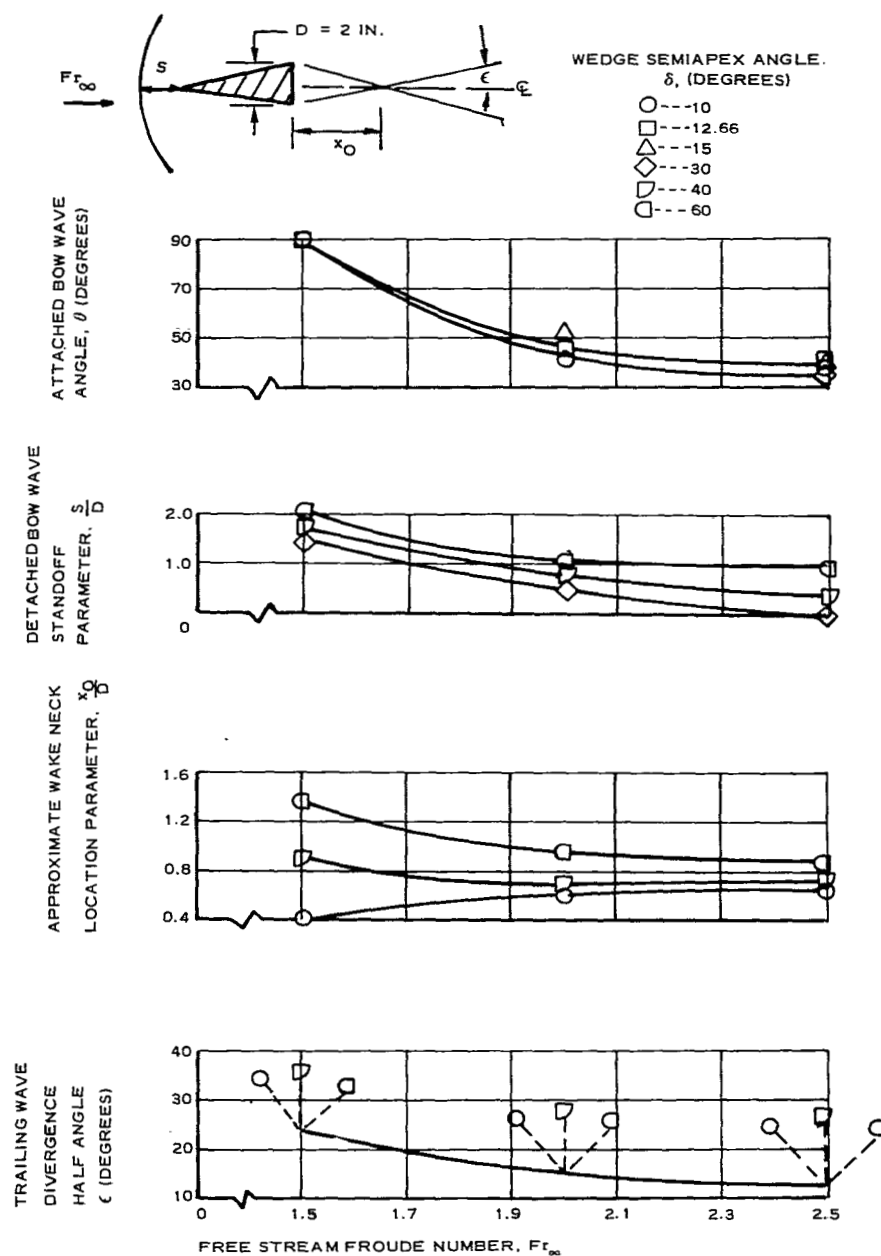 D = 2 IN.
S
Fr∞
ϵ
℄
x₀
WEDGE SEMIAPEX ANGLE.
δ, (DEGREES)
---10
---12.66
---15
---30
---40
---60
ATTACHED BOW WAVE
ANGLE, θ (DEGREES)
90
70
50
30
DETACHED BOW WAVE
STANDOFF
PARAMETER, S/D
2.0
1.0
0
APPROXIMATE WAKE NECK
LOCATION PARAMETER, x₀/D
1.6
1.2
0.8
0.4
TRAILING WAVE
DIVERGENCE
HALF ANGLE
ϵ (DEGREES)
40
30
20
10
0 1.5 1.7 1.9 2.1 2.3 2.5
FREE STREAM FROUDE NUMBER, Fr∞